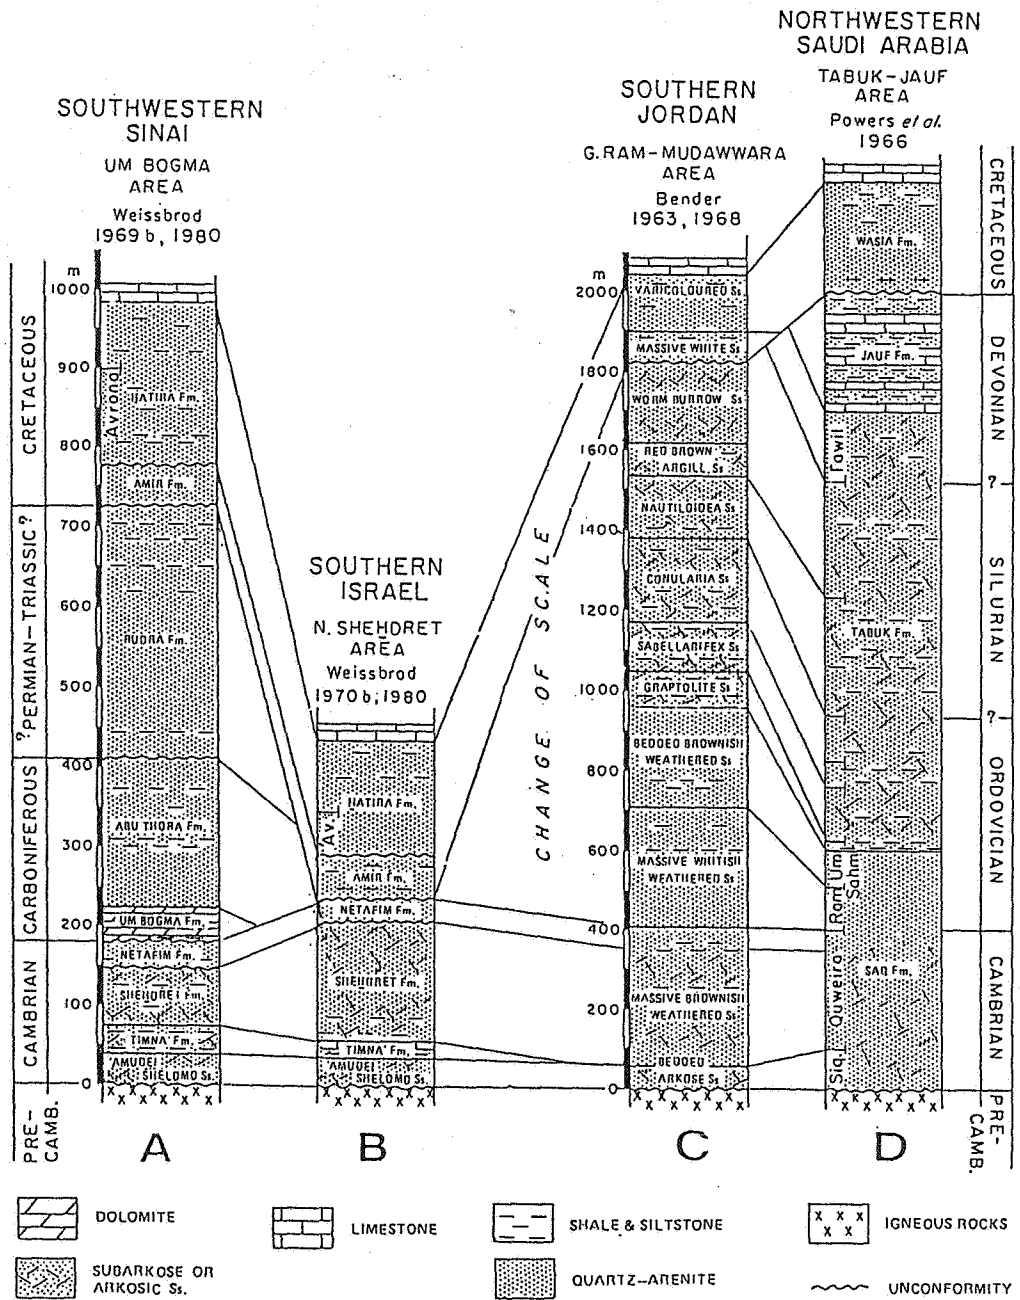 NORTHWESTERN
SAUDI ARABIA
TABUK-JAUF
AREA
Powers et al.
1966
SOUTHERN
JORDAN
G.RAM-MUDAWWARA
AREA
Bender
1963, 1968
SOUTHWESTERN
SINAI
UM BOGMA
AREA
Weissbrod
1969b, 1980
SOUTHERN
ISRAEL
N. SHEHORET
AREA
Weissbrod
1970b; 1980
CRETACEOUS
?PERMIAN-TRIASSIC?
CARBONIFEROUS
CAMBRIAN
PRE-
CAMB.
m
1000
900
800
700
600
500
400
300
200
100
0
Avrona
HATIRA Fm.
AMIR Fm.
BUDRA Fm.
ABU THORA Fm.
UM BOGMA Fm.
NETAFIM Fm.
SHEHORET Fm.
TIMNA' Fm.
AMUDEI
SHELOMO Ss.
A
Av.
HATIRA Fm.
AMIR Fm.
NETAFIM Fm.
SHEHORET Fm.
TIMNA' Fm.
AMUDEI
SHELOMO Ss.
B
CHANGE OF SCALE
m
2000
1800
1600
1400
1200
1000
800
600
400
200
0
VARICOLOURED Ss
MASSIVE WHITE Ss
WORM BURROW Ss
RED BROWN
ARGILL. Ss
NAUTILOIDEA Ss
CONULARIA Ss
SABELLARIFEX Ss
GRAPTOLITE Ss
BEDDED BROWNISH
WEATHERED Ss
MASSIVE WHITISH
WEATHERED Ss
MASSIVE BROWNISH
WEATHERED Ss
BEDDED
ARKOSE Ss
C
WASIA Fm.
JAUF Fm.
Tawil
TABUK Fm.
Ram Um
Sahm
Quweira
Siq
SAQ Fm.
D
CRETACEOUS
DEVONIAN
?
SILURIAN
?
ORDOVICIAN
CAMBRIAN
PRE-
CAMB.
DOLOMITE
LIMESTONE
SHALE & SILTSTONE
IGNEOUS ROCKS
SUBARKOSE OR
ARKOSIC Ss.
QUARTZ-ARENITE
UNCONFORMITY